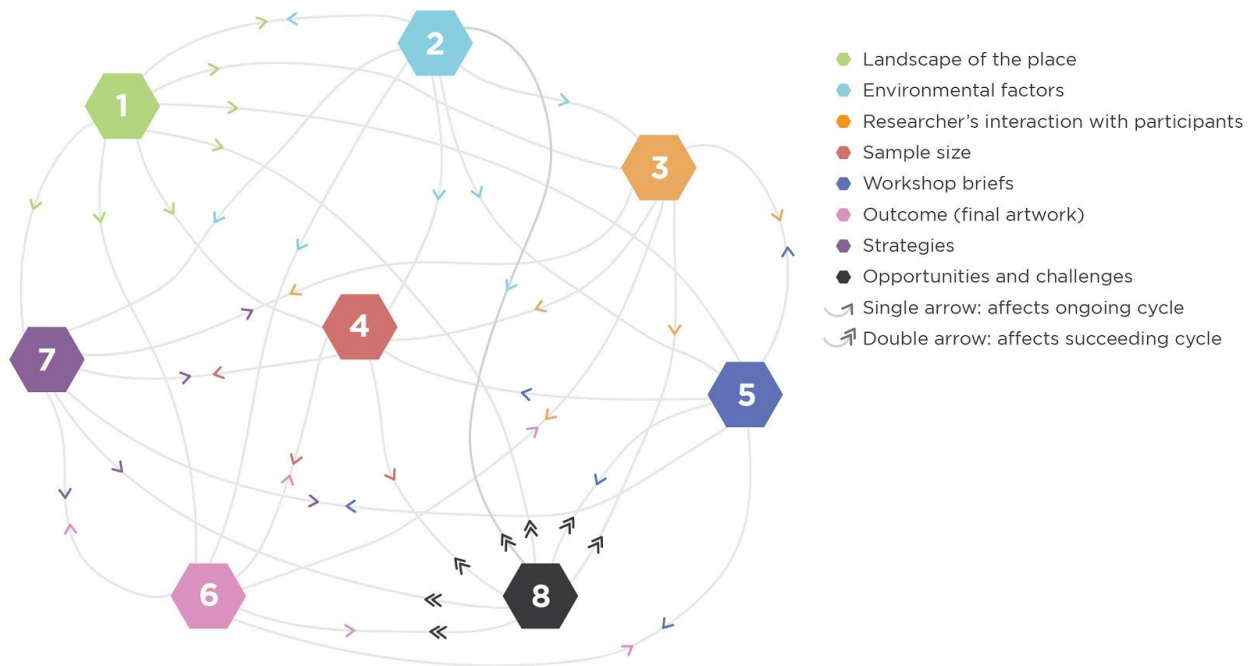 2
1
3
4
7
5
6
8
Landscape of the place
Environmental factors
Researcher's interaction with participants
Sample size
Workshop briefs
Outcome (final artwork)
Strategies
Opportunities and challenges
Single arrow: affects ongoing cycle
Double arrow: affects succeeding cycle